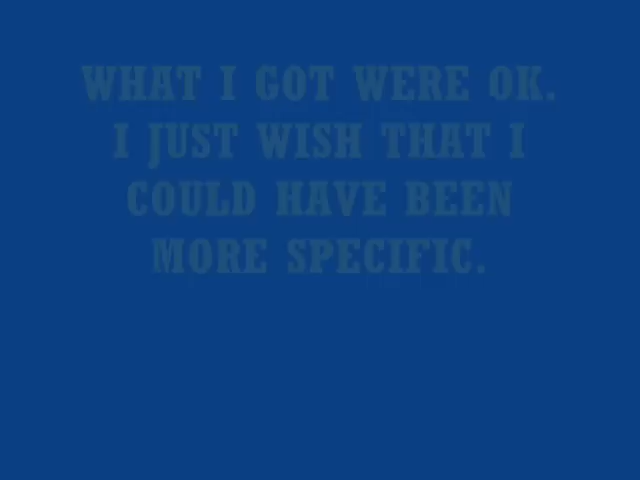 WHAT I GOT WERE OK.
I JUST WISH THAT I
COULD HAVE BEEN
MORE SPECIFIC.